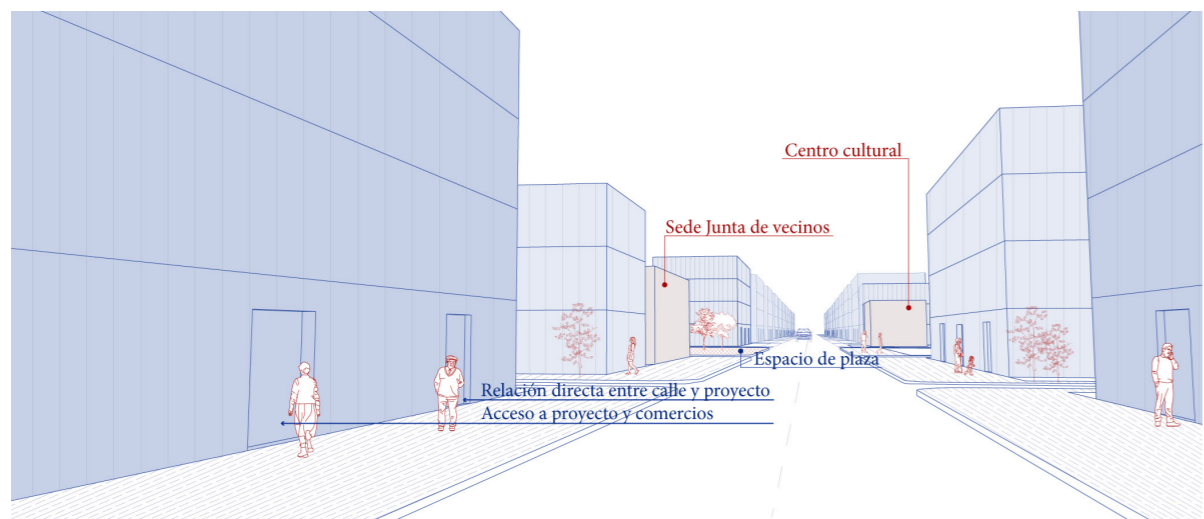 Centro cultural
Sede Junta de vecinos
Espacio de plaza
Relación directa entre calle y proyecto
Acceso a proyecto y comercios